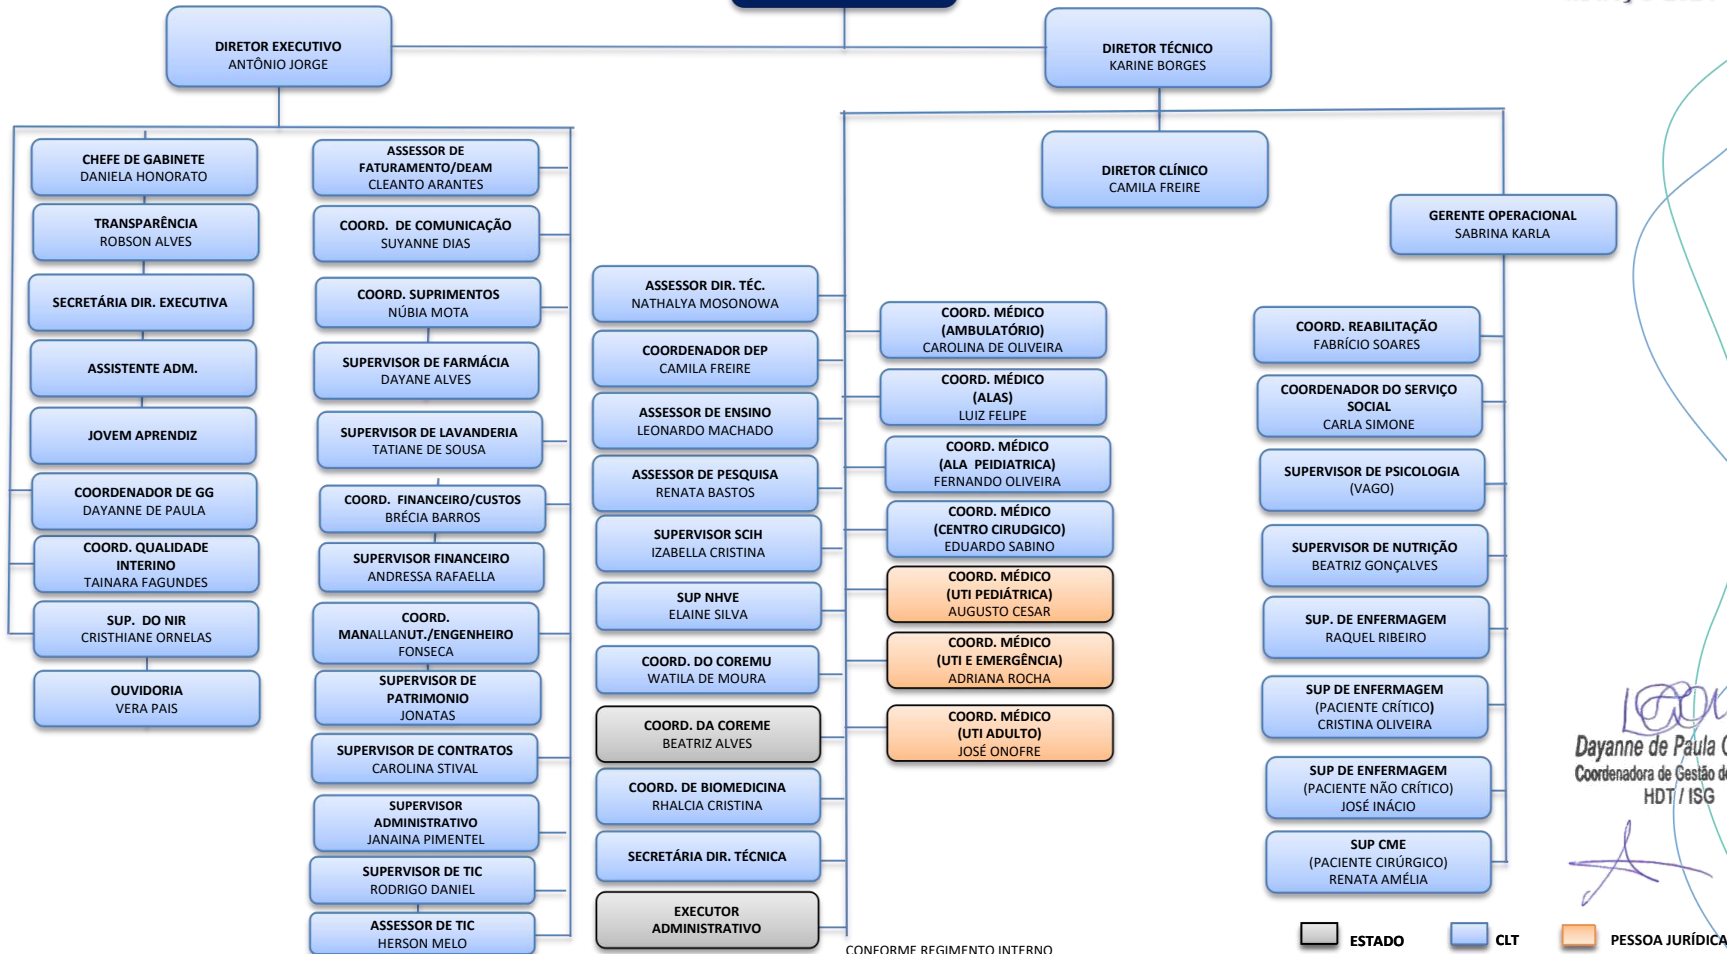 DIRETOR EXECUTIVO
ANTÔNIO JORGE
DIRETOR TÉCNICO
KARINE BORGES
DIRETOR CLÍNICO
CAMILA FREIRE
GERENTE OPERACIONAL
SABRINA KARLA
CHEFE DE GABINETE
DANIELA HONORATO
TRANSPARÊNCIA
ROBSON ALVES
SECRETÁRIA DIR. EXECUTIVA
ASSISTENTE ADM.
JOVEM APRENDIZ
COORDENADOR DE GG
DAYANNE DE PAULA
COORD. QUALIDADE
INTERINO
TAINARA FAGUNDES
SUP. DO NIR
CRISTHIANE ORNELAS
OUVIDORIA
VERA PAIS
ASSESSOR DE
FATURAMENTO/DEAM
CLEANTO ARANTES
COORD. DE COMUNICAÇÃO
SUYANNE DIAS
COORD. SUPRIMENTOS
NÚBIA MOTA
SUPERVISOR DE FARMÁCIA
DAYANE ALVES
SUPERVISOR DE LAVANDERIA
TATIANE DE SOUSA
COORD. FINANCEIRO/CUSTOS
BRÉCIA BARROS
SUPERVISOR FINANCEIRO
ANDRESSA RAFAELLA
COORD.
MANALLANUT./ENGENHEIRO
FONSECA
SUPERVISOR DE
PATRIMONIO
JONATAS
SUPERVISOR DE CONTRATOS
CAROLINA STIVAL
SUPERVISOR
ADMINISTRATIVO
JANAINA PIMENTEL
SUPERVISOR DE TIC
RODRIGO DANIEL
ASSESSOR DE TIC
HERSON MELO
ASSESSOR DIR. TÉC.
NATHALYA MOSONOWA
COORDENADOR DEP
CAMILA FREIRE
ASSESSOR DE ENSINO
LEONARDO MACHADO
ASSESSOR DE PESQUISA
RENATA BASTOS
SUPERVISOR SCIH
IZABELLA CRISTINA
SUP NHVE
ELAINE SILVA
COORD. DO COREMU
WATILA DE MOURA
COORD. DA COREME
BEATRIZ ALVES
COORD. DE BIOMEDICINA
RHALCIA CRISTINA
SECRETÁRIA DIR. TÉCNICA
EXECUTOR
ADMINISTRATIVO
COORD. MÉDICO
(AMBULATÓRIO)
CAROLINA DE OLIVEIRA
COORD. MÉDICO
(ALAS)
LUIZ FELIPE
COORD. MÉDICO
(ALA PEIDIATRICA)
FERNANDO OLIVEIRA
COORD. MÉDICO
(CENTRO CIRUDGICO)
EDUARDO SABINO
COORD. MÉDICO
(UTI PEDIÁTRICA)
AUGUSTO CESAR
COORD. MÉDICO
(UTI E EMERGÊNCIA)
ADRIANA ROCHA
COORD. MÉDICO
(UTI ADULTO)
JOSÉ ONOFRE
COORD. REABILITAÇÃO
FABRÍCIO SOARES
COORDENADOR DO SERVIÇO
SOCIAL
CARLA SIMONE
SUPERVISOR DE PSICOLOGIA
(VAGO)
SUPERVISOR DE NUTRIÇÃO
BEATRIZ GONÇALVES
SUP. DE ENFERMAGEM
RAQUEL RIBEIRO
SUP DE ENFERMAGEM
(PACIENTE CRÍTICO)
CRISTINA OLIVEIRA
SUP DE ENFERMAGEM
(PACIENTE NÃO CRÍTICO)
JOSÉ INÁCIO
SUP CME
(PACIENTE CIRÚRGICO)
RENATA AMÉLIA
Dayanne de Paula
Coordenadora de Gestão
HDT / ISG
CONFORME REGIMENTO INTERNO
ESTADO
CLT
PESSOA JURÍDICA